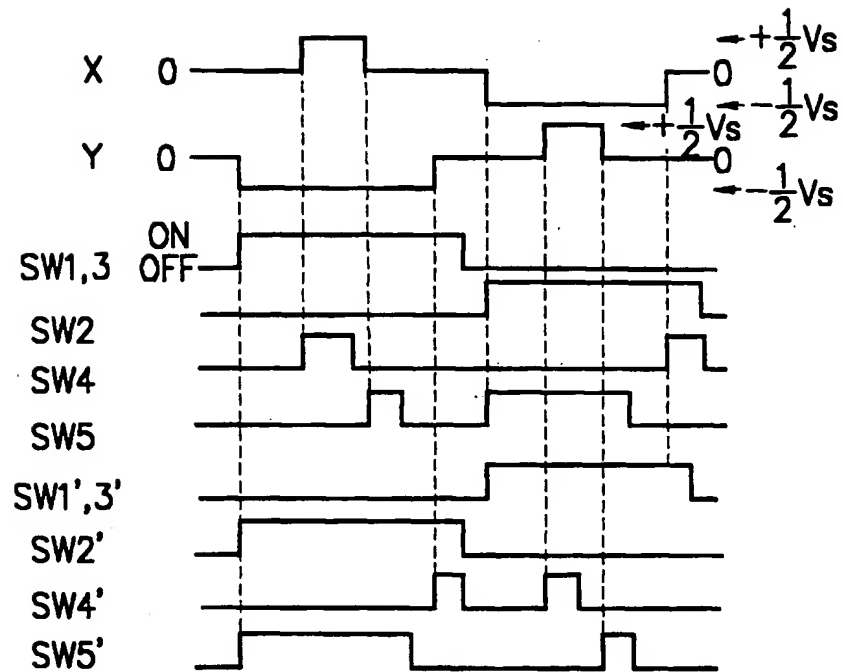 X 0 0 ←+1/2Vs
←-1/2Vs
←+1/2Vs
Y 0 0
←-1/2Vs
ON
OFF
SW1,3
SW2
SW4
SW5
SW1',3'
SW2'
SW4'
SW5'